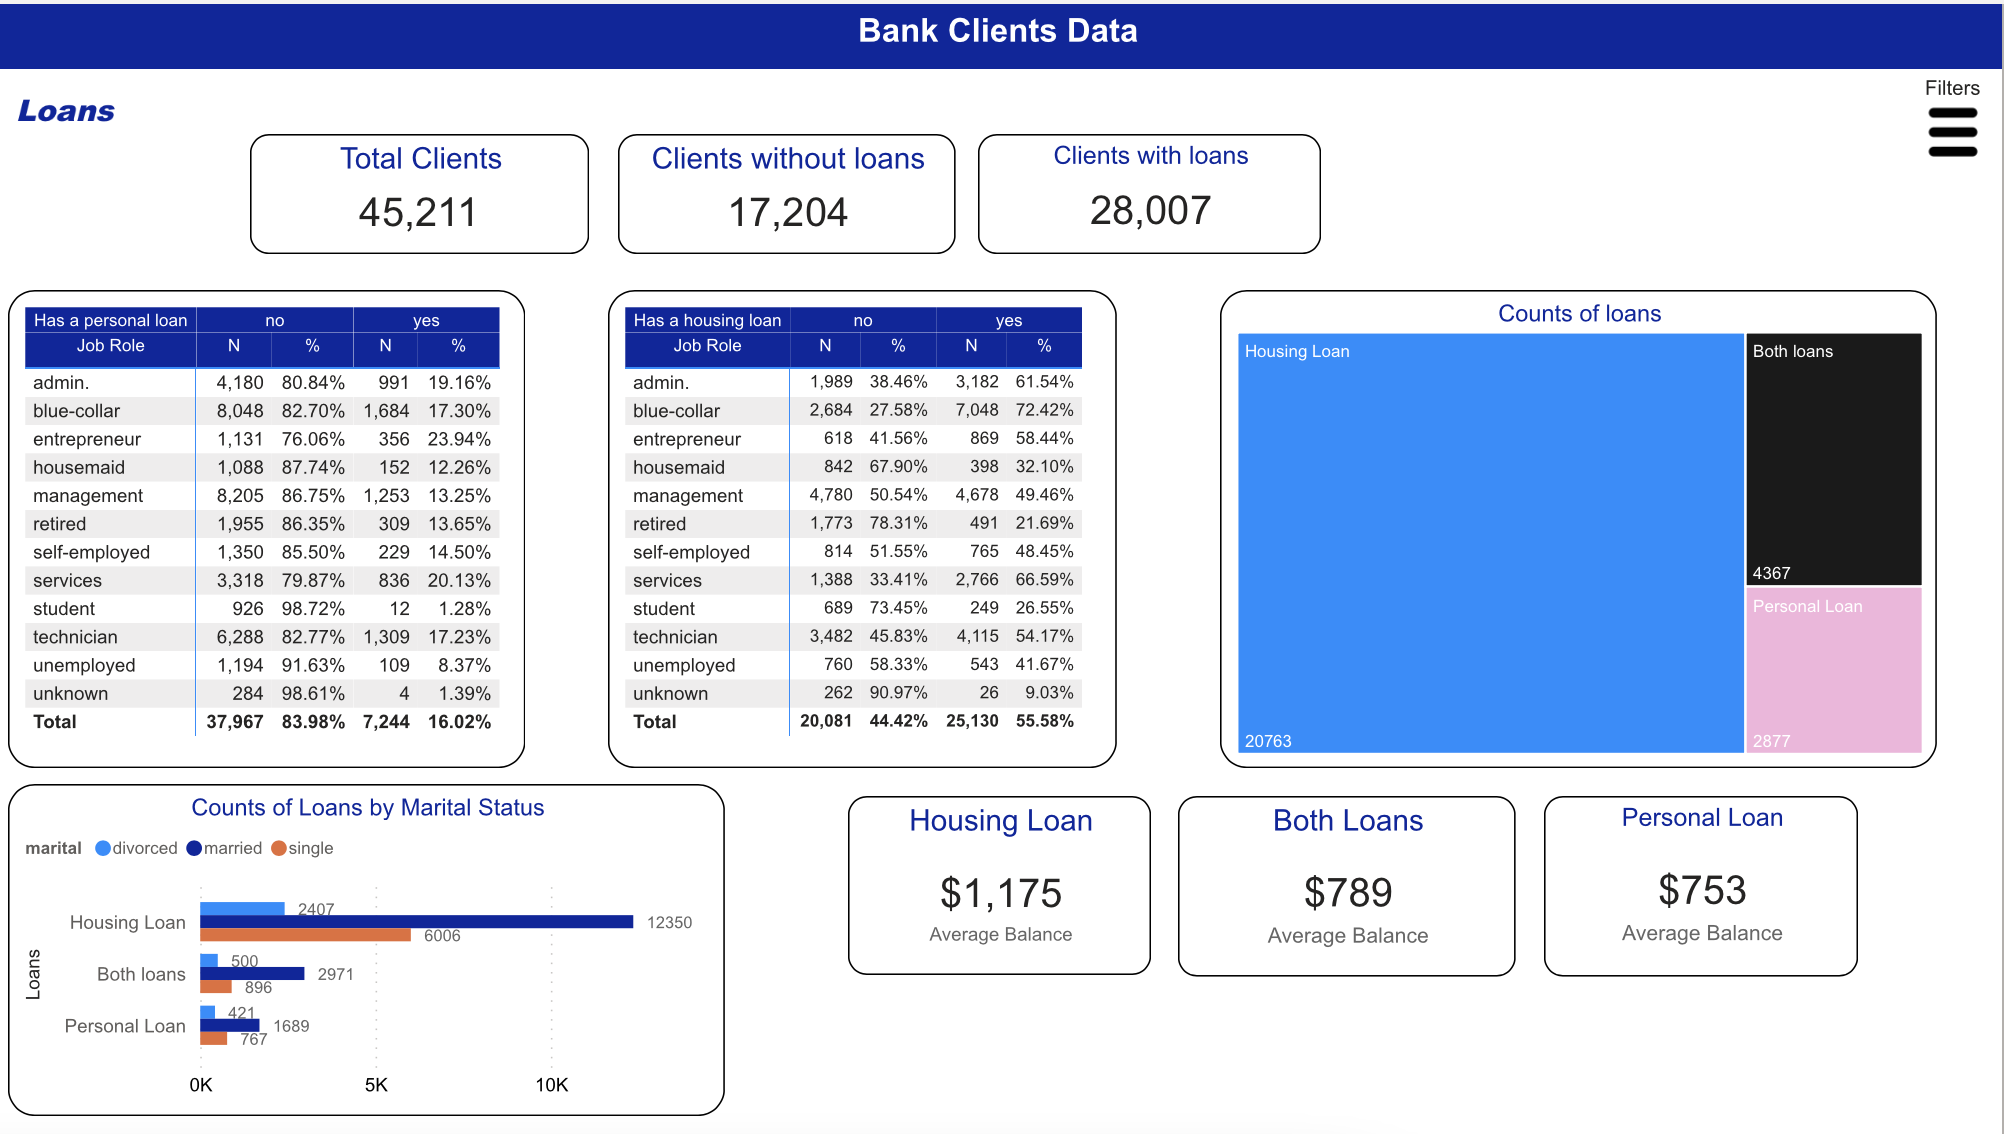 Bank Clients Data
Filters
Loans
Total Clients
45,211
Clients without loans
17,204
Clients with loans
28,007
Has a personal loan no yes
Job Role N % N %
admin. 4,180 80.84% 991 19.16%
blue-collar 8,048 82.70% 1,684 17.30%
entrepreneur 1,131 76.06% 356 23.94%
housemaid 1,088 87.74% 152 12.26%
management 8,205 86.75% 1,253 13.25%
retired 1,955 86.35% 309 13.65%
self-employed 1,350 85.50% 229 14.50%
services 3,318 79.87% 836 20.13%
student 926 98.72% 12 1.28%
technician 6,288 82.77% 1,309 17.23%
unemployed 1,194 91.63% 109 8.37%
unknown 284 98.61% 4 1.39%
Total 37,967 83.98% 7,244 16.02%
Has a housing loan no yes
Job Role N % N %
admin. 1,989 38.46% 3,182 61.54%
blue-collar 2,684 27.58% 7,048 72.42%
entrepreneur 618 41.56% 869 58.44%
housemaid 842 67.90% 398 32.10%
management 4,780 50.54% 4,678 49.46%
retired 1,773 78.31% 491 21.69%
self-employed 814 51.55% 765 48.45%
services 1,388 33.41% 2,766 66.59%
student 689 73.45% 249 26.55%
technician 3,482 45.83% 4,115 54.17%
unemployed 760 58.33% 543 41.67%
unknown 262 90.97% 26 9.03%
Total 20,081 44.42% 25,130 55.58%
Counts of loans
Housing Loan
20763
Both loans
4367
Personal Loan
2877
Counts of Loans by Marital Status
marital divorced married single
Loans
Housing Loan
2407
12350
6006
Both loans
500
2971
896
Personal Loan
421
1689
767
0K 5K 10K
Housing Loan
$1,175
Average Balance
Both Loans
$789
Average Balance
Personal Loan
$753
Average Balance